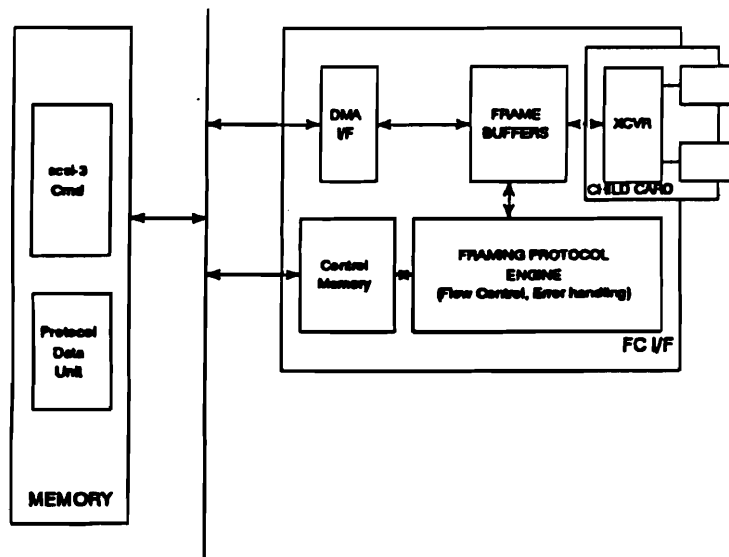 scsi-3
Cmd
Protocol
Data
Unit
MEMORY
DMA
I/F
FRAME
BUFFERS
XCVR
CHILD CARD
Control
Memory
FRAMING PROTOCOL
ENGINE
(Flow Control, Error handling)
FC I/F